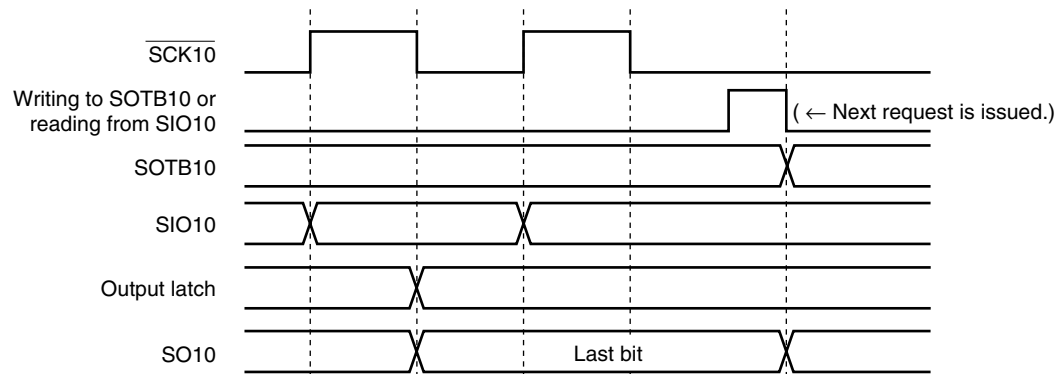 SCK10
Writing to SOTB10 or
reading from SIO10
( ← Next request is issued.)
SOTB10
SIO10
Output latch
SO10
Last bit